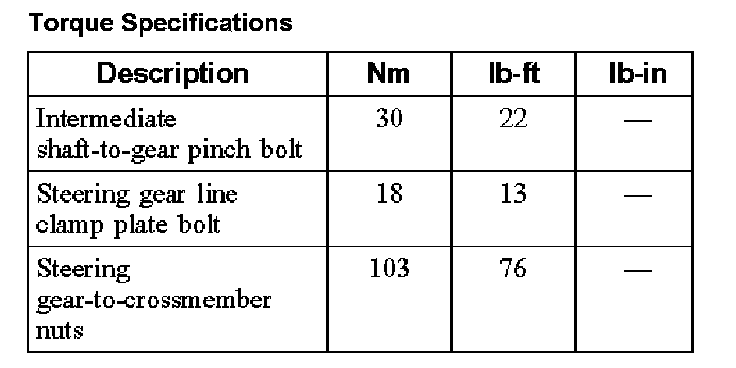 Torque Specifications
Description Nm lb-ft lb-in
Intermediate 30 22 —
shaft-to-gear pinch bolt
Steering gear line 18 13 —
clamp plate bolt
Steering 103 76 —
gear-to-crossmember
nuts